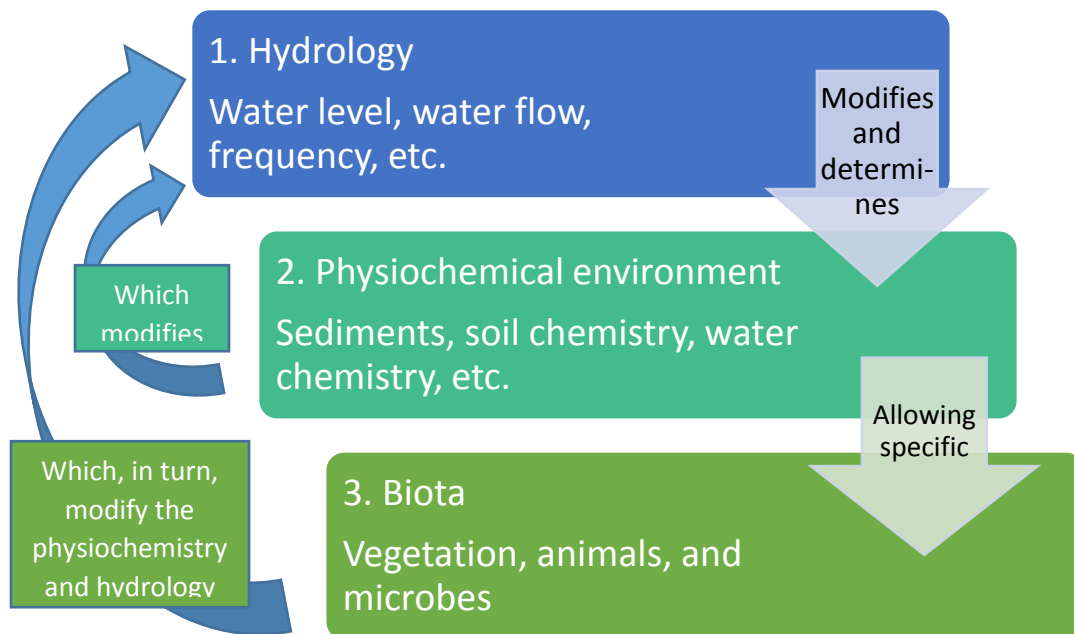 1. Hydrology
Water level, water flow,
frequency, etc.
Modifies
and
determi-
nes
2. Physiochemical environment
Sediments, soil chemistry, water
chemistry, etc.
Which
modifies
Allowing
specific
3. Biota
Vegetation, animals, and
microbes
Which, in turn,
modify the
physiochemistry
and hydrology